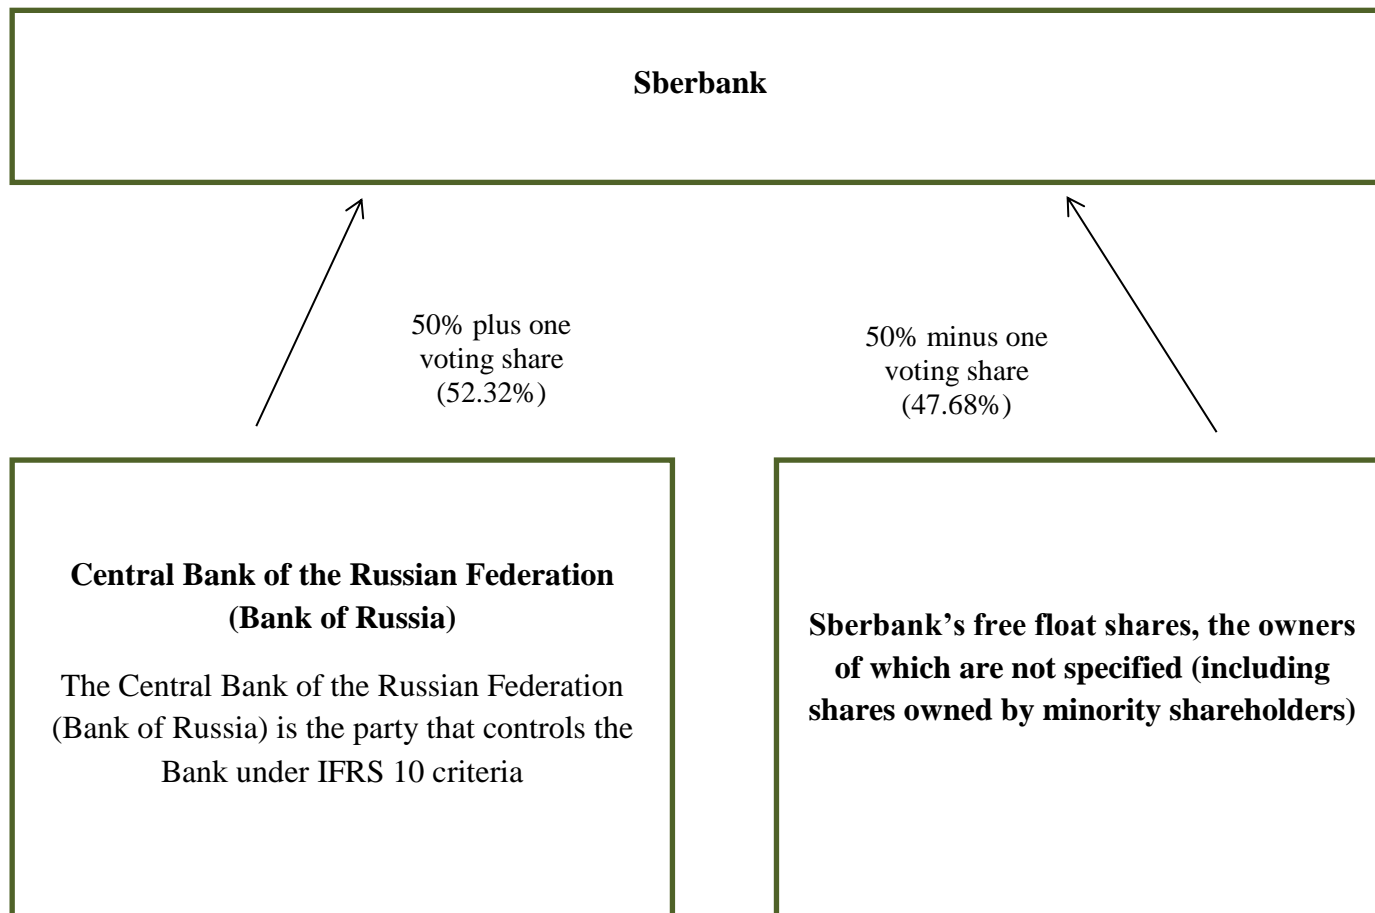 Sberbank
50% plus one
voting share
(52.32%)
50% minus one
voting share
(47.68%)
Central Bank of the Russian Federation
(Bank of Russia)
The Central Bank of the Russian Federation
(Bank of Russia) is the party that controls the
Bank under IFRS 10 criteria
Sberbank’s free float shares, the owners
of which are not specified (including
shares owned by minority shareholders)